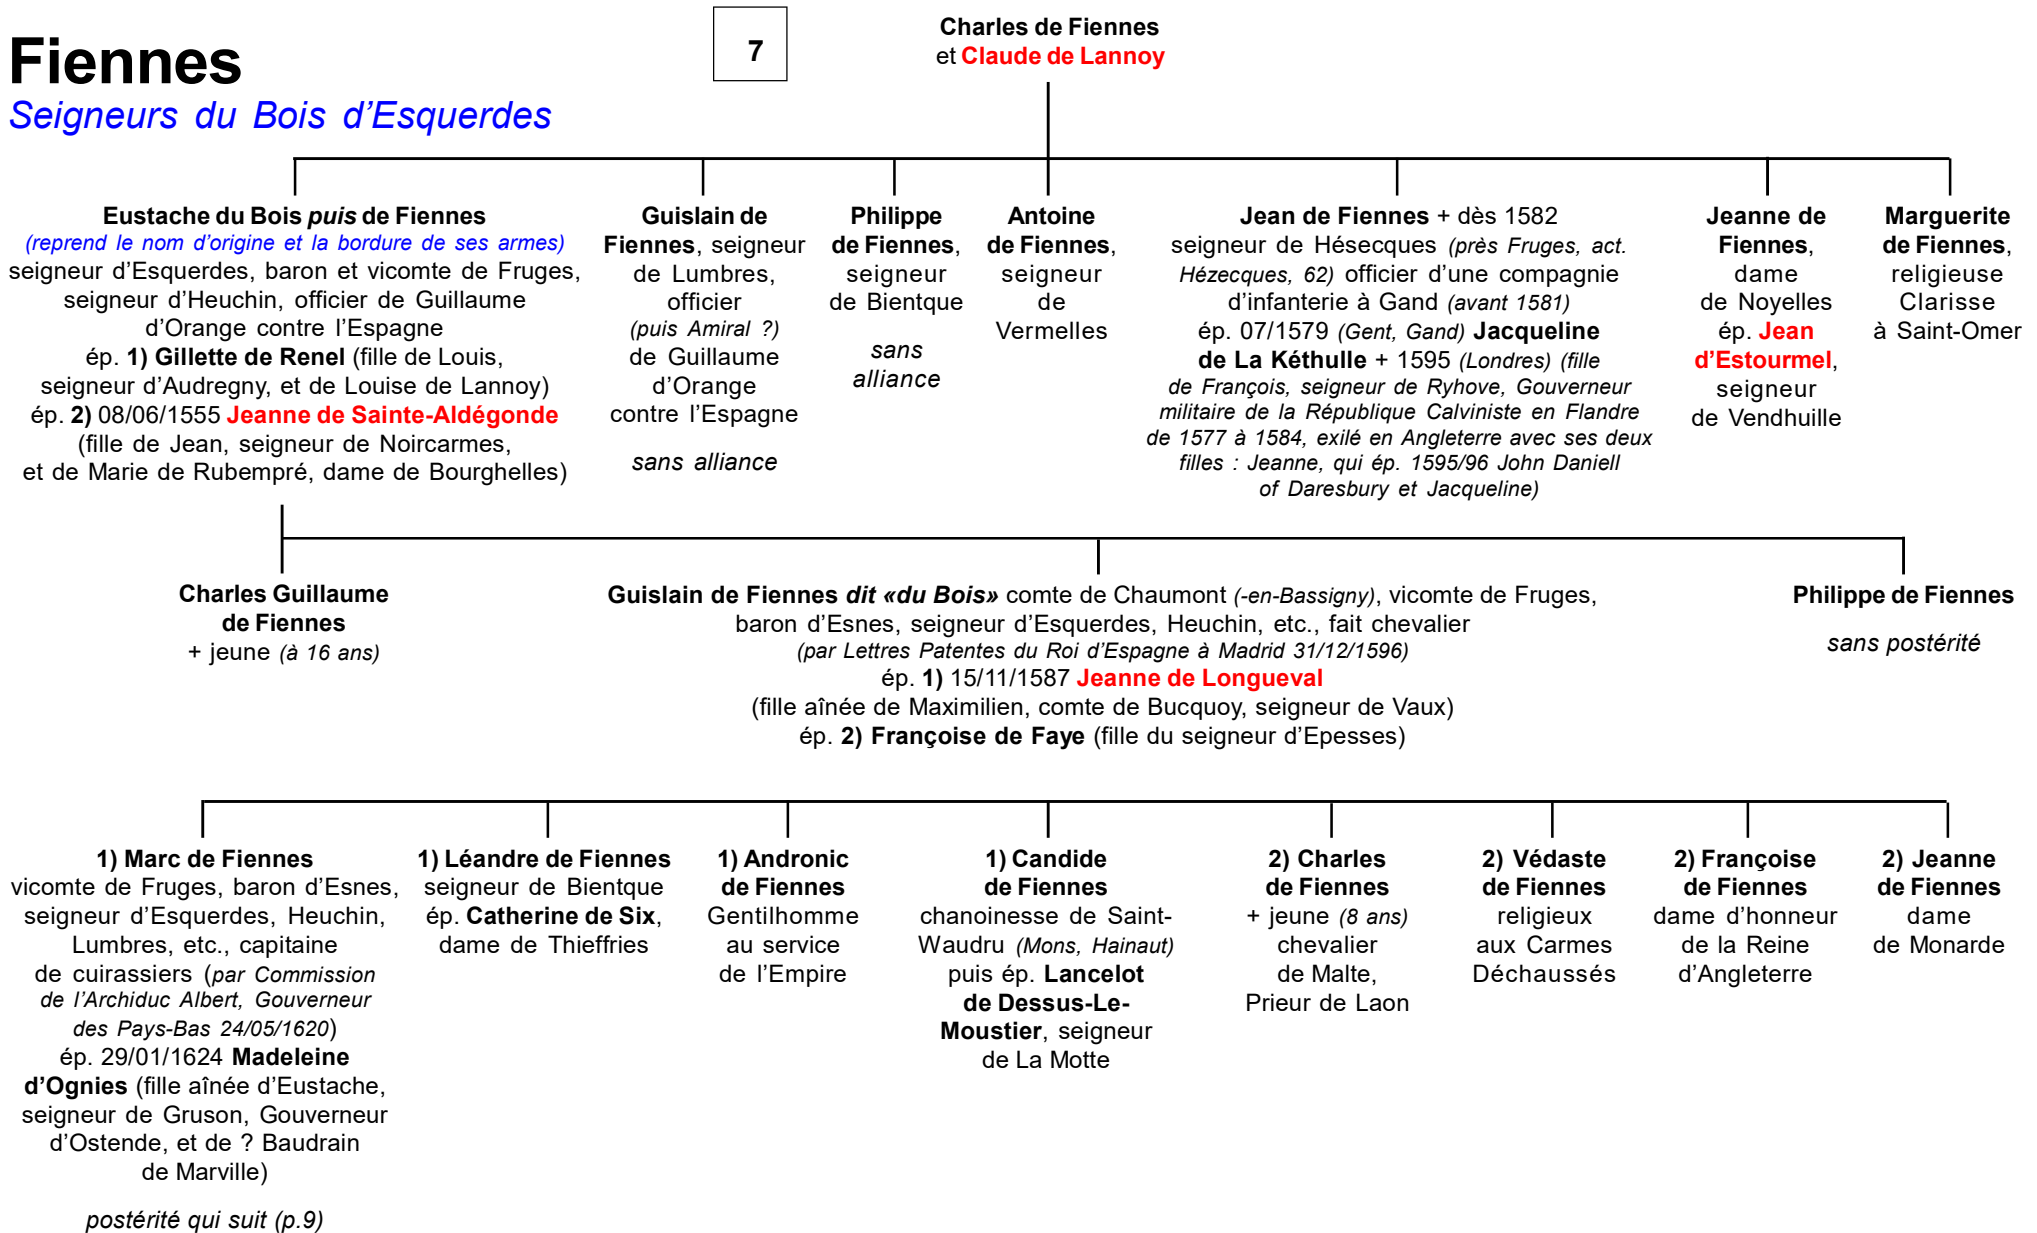 Fiennes
Seigneurs du Bois d’Esquerdes
7
Charles de Fiennes
et Claude de Lannoy
Eustache du Bois puis de Fiennes
(reprend le nom d’origine et la bordure de ses armes)
seigneur d’Esquerdes, baron et vicomte de Fruges,
seigneur d’Heuchin, officier de Guillaume
d’Orange contre l’Espagne
ép. 1) Gillette de Renel (fille de Louis,
seigneur d’Audregny, et de Louise de Lannoy)
ép. 2) 08/06/1555 Jeanne de Sainte-Aldégonde
(fille de Jean, seigneur de Noircarmes,
et de Marie de Rubempré, dame de Bourghelles)
Guislain de
Fiennes, seigneur
de Lumbres,
officier
(puis Amiral ?)
de Guillaume
d’Orange
contre l’Espagne
sans alliance
Philippe
de Fiennes,
seigneur
de Bientque
sans
alliance
Antoine
de Fiennes,
seigneur
de
Vermelles
Jean de Fiennes + dès 1582
seigneur de Hésecques (près Fruges, act.
Hézecques, 62) officier d’une compagnie
d’infanterie à Gand (avant 1581)
ép. 07/1579 (Gent, Gand) Jacqueline
de La Kéthulle + 1595 (Londres) (fille
de François, seigneur de Ryhove, Gouverneur
militaire de la République Calviniste en Flandre
de 1577 à 1584, exilé en Angleterre avec ses deux
filles : Jeanne, qui ép. 1595/96 John Daniell
of Daresbury et Jacqueline)
Jeanne de
Fiennes,
dame
de Noyelles
ép. Jean
d’Estourmel,
seigneur
de Vendhuille
Marguerite
de Fiennes,
religieuse
Clarisse
à Saint-Omer
Charles Guillaume
de Fiennes
+ jeune (à 16 ans)
Guislain de Fiennes dit «du Bois» comte de Chaumont (-en-Bassigny), vicomte de Fruges,
baron d’Esnes, seigneur d’Esquerdes, Heuchin, etc., fait chevalier
(par Lettres Patentes du Roi d’Espagne à Madrid 31/12/1596)
ép. 1) 15/11/1587 Jeanne de Longueval
(fille aînée de Maximilien, comte de Bucquoy, seigneur de Vaux)
ép. 2) Françoise de Faye (fille du seigneur d’Epesses)
Philippe de Fiennes
sans postérité
1) Marc de Fiennes
vicomte de Fruges, baron d’Esnes,
seigneur d’Esquerdes, Heuchin,
Lumbres, etc., capitaine
de cuirassiers (par Commission
de l’Archiduc Albert, Gouverneur
des Pays-Bas 24/05/1620)
ép. 29/01/1624 Madeleine
d’Ognies (fille aînée d’Eustache,
seigneur de Gruson, Gouverneur
d’Ostende, et de ? Baudrain
de Marville)
postérité qui suit (p.9)
1) Léandre de Fiennes
seigneur de Bientque
ép. Catherine de Six,
dame de Thieffries
1) Andronic
de Fiennes
Gentilhomme
au service
de l’Empire
1) Candide
de Fiennes
chanoinesse de Saint-
Waudru (Mons, Hainaut)
puis ép. Lancelot
de Dessus-Le-
Moustier, seigneur
de La Motte
2) Charles
de Fiennes
+ jeune (8 ans)
chevalier
de Malte,
Prieur de Laon
2) Védaste
de Fiennes
religieux
aux Carmes
Déchaussés
2) Françoise
de Fiennes
dame d’honneur
de la Reine
d’Angleterre
2) Jeanne
de Fiennes
dame
de Monarde